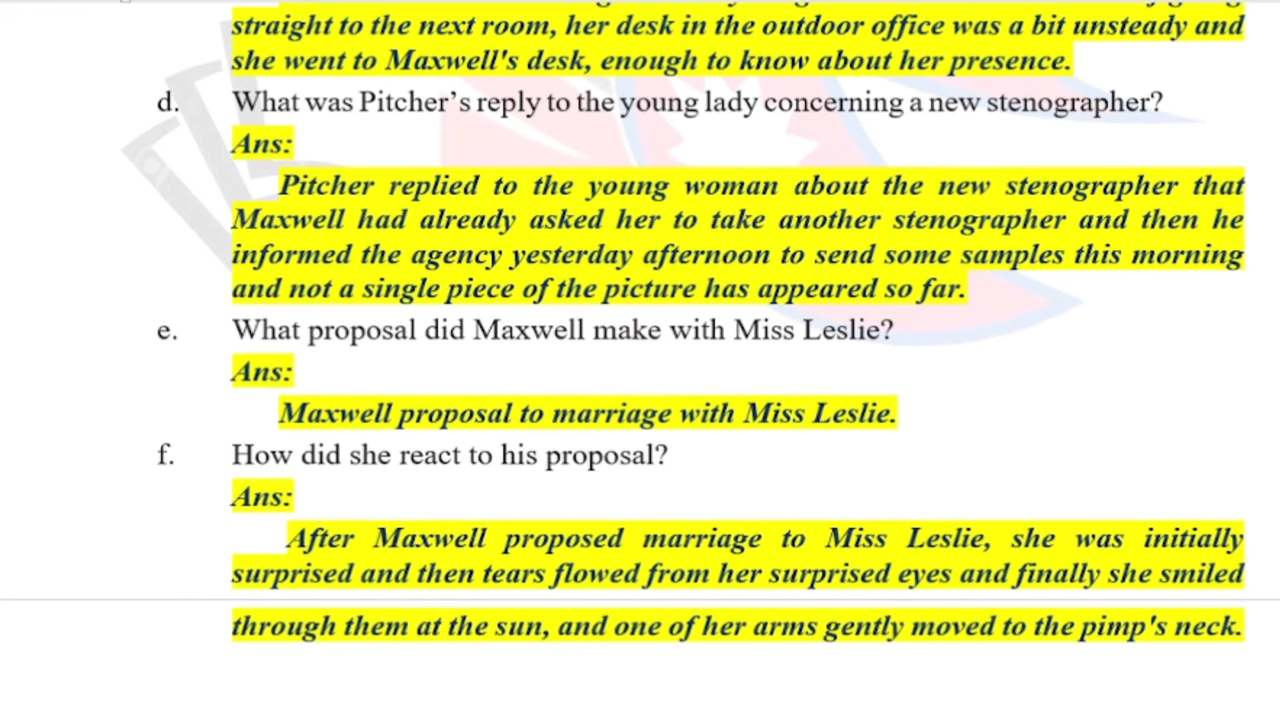 straight to the next room, her desk in the outdoor office was a bit unsteady and
she went to Maxwell's desk, enough to know about her presence.
d. What was Pitcher's reply to the young lady concerning a new stenographer?
Ans:
Pitcher replied to the young woman about the new stenographer that
Maxwell had already asked her to take another stenographer and then he
informed the agency yesterday afternoon to send some samples this morning
and not a single piece of the picture has appeared so far.
e. What proposal did Maxwell make with Miss Leslie?
Ans:
Maxwell proposal to marriage with Miss Leslie.
f. How did she react to his proposal?
Ans:
After Maxwell proposed marriage to Miss Leslie, she was initially
surprised and then tears flowed from her surprised eyes and finally she smiled
through them at the sun, and one of her arms gently moved to the pimp's neck.